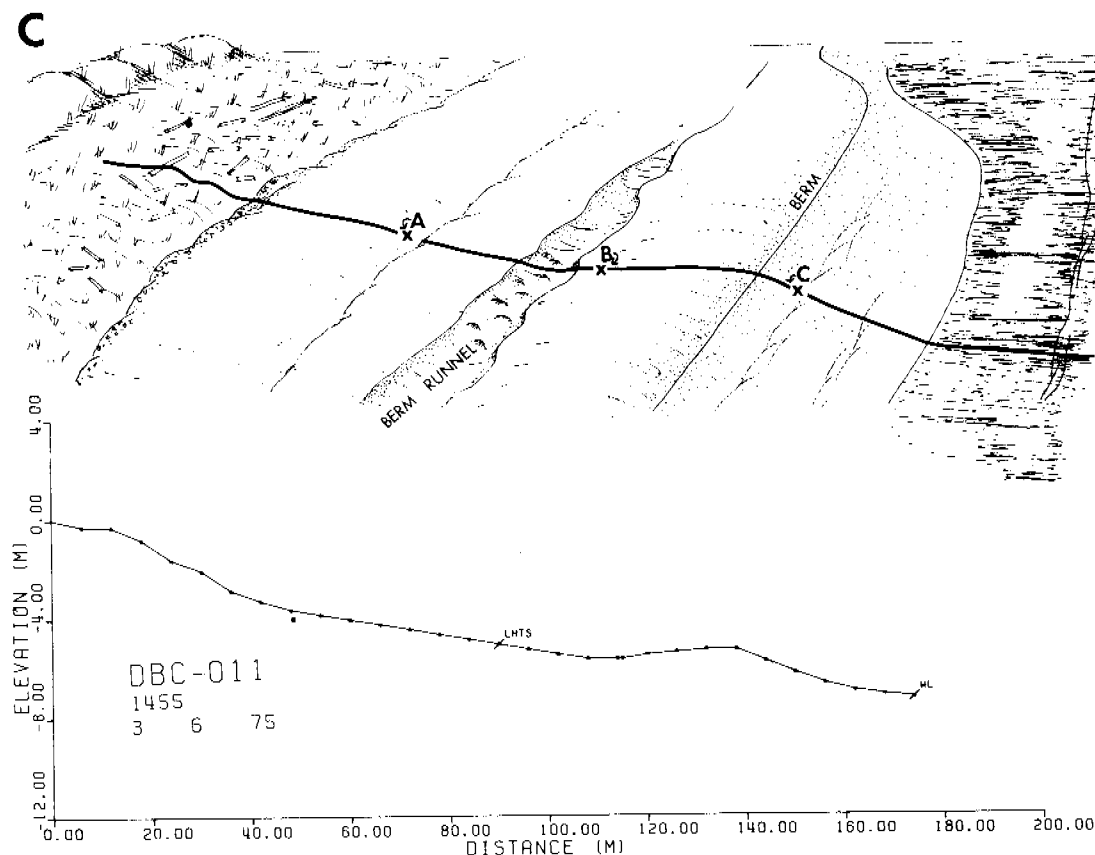 C
A
B
C
BERM
BERM RUNNEL
4.00
0.00
-4.00
-8.00
-12.00
ELEVATION (M)
LHTS
WL
DBC-011
1455
3 6 75
0.00 20.00 40.00 60.00 80.00 100.00 120.00 140.00 160.00 180.00 200.00
DISTANCE (M)